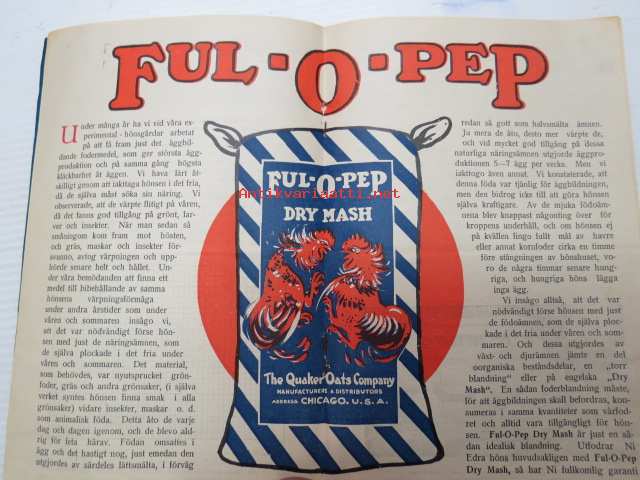 FUL-O-PEP
Under många år ha vi vid våra ex-
perimental-hönsgårdar arbetat
på att få fram just det äggbil-
dande fodermedel, som ger största ägg-
produktion och på samma gång högsta
kläckbarhet åt äggen. Vi hava lärt åt-
skilligt genom att iakttaga hönsen i det fria,
då de själva måst söka sin näring. Vi
observerade, att de värpte flitigt på våren,
då det fanns god tillgång på grönt, lar-
ver och insekter. När man sedan så
småningom kom fram mot hösten,
och gräs, maskar och insekter för-
svunno, avtog värpningen och upp-
hörde smare helt och hållet. Un-
der våra bemödanden att finna ett
medel till bibehållande av samma
hönsens värpningsförmåga
under andra årstider som under
våren och sommaren insågo vi,
att det var nödvändigt förse hön-
sen med just de näringsämnen, som
de själva plockade i det fria under
våren och sommaren. Det material,
som behövdes, var nyutsprucket grön-
foder, gräs och andra grönsaker, (i själva
verket syntes hönsen finna smak i alla
grönsaker) vidare insekter, maskar o. d.
som animalisk föda. Detta åto de varje
dag och dagen igenom, och de blevo ald-
rig för feta härav. Födan omsattes i
ägg och det hastigt nog, just emedan den
utgjordes av särdeles lättsmälta, i förväg
FUL-O-PEP
DRY MASH
The Quaker Oats Company
MANUFACTURERS & DISTRIBUTORS
ADDRESS CHICAGO, U.S.A.
Antikvariaatti.net
redan så gott som halvsmälta ämnen.
Ju mera de åto, desto mer värpte de,
och vid mycket god tillgång på dessa
naturliga näringsämnen utgjorde äggpro-
duktionen 5—7 ägg per vecka. Men vi
iakttogo även annat. Vi konstaterade, att
denna föda var tjänlig för äggbildningen,
men den bidrog icke till att göra hönsen
själva kraftigare. Av de mjuka födoäm-
nena blev knappast någonting över för
kroppens underhåll, och om hönsen ej
på kvällen fingo fullt mål av havre
eller annat kornfoder cirka en timme
före stängningen av hönshuset, vo-
ro de några timmar senare hung-
riga, och hungriga höns lägga
inga ägg.
Vi insågo alltså, att det var
nödvändigt förse hönsen med just
de födoämnen, som de själva ploc-
kade i det fria under våren och som-
maren. Och dessa utgjordes av
växt- och djurämnen jämte en del
oorganiska beståndsdelar, en „torr
blandning" eller på engelska „Dry
Mash". En sådan foderblandning måste,
för att äggbildningen skall befordras, kon-
sumeras i samma kvantiteter som vårfod-
ret och alltid vara tillgängligt för hön-
sen. Ful-O-Pep Dry Mash är just en så-
dan idealisk blandning. Utfodrar Ni
Edra höns huvudsakligen med Ful-O-Pep
Dry Mash, så har Ni fullkomlig garanti